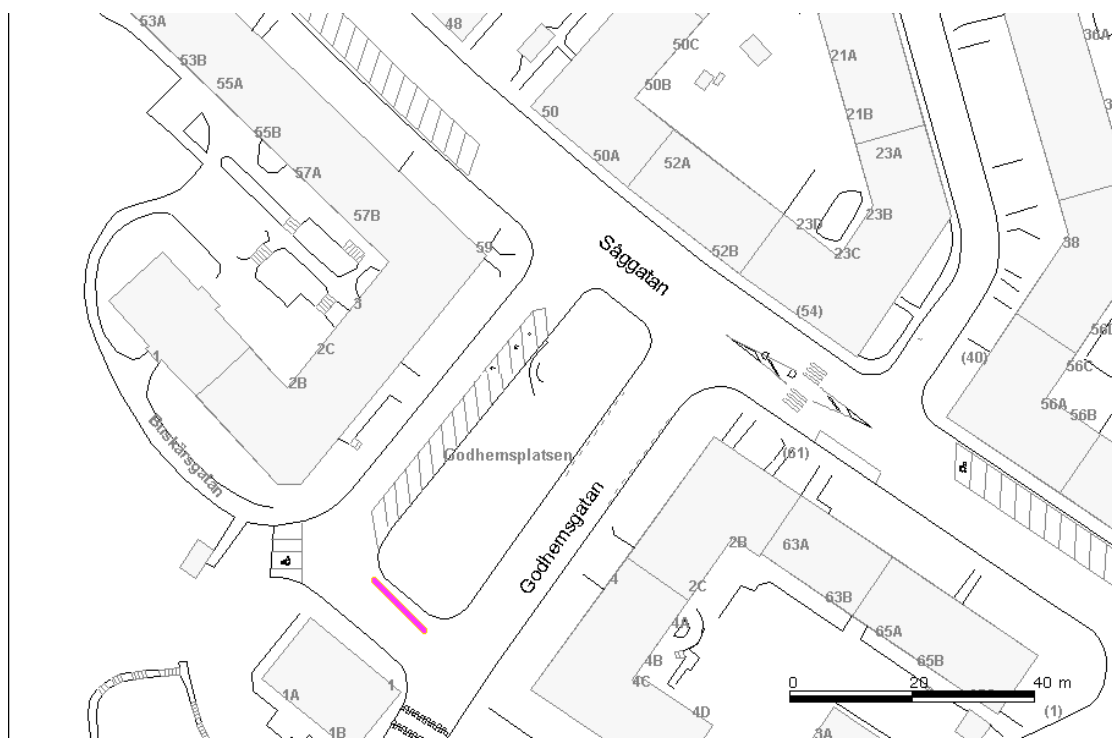 53A
48
36A
50C
53B
21A
55A
50B
50
21B
55B
50A
52A
23A
57A
57B
23B
23D
59
52B
23C
38
Såggatan
3
(54)
2C
1
(40)
56C
2B
56A
56B
Buskärsgatan
Godhemsplatsen
(61)
Godhemsgatan
2B
63A
4
2C
63B
4A
65A
4B
65B
4C
1
1A
4D
0 20 40 m
(1)
1B
3A